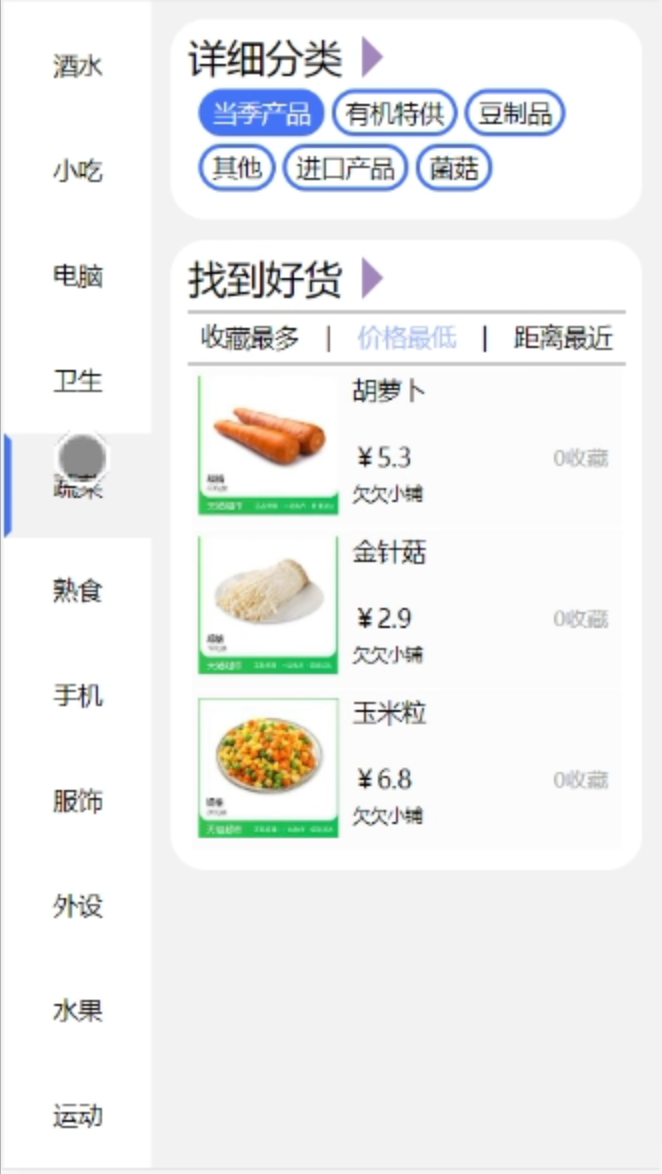 酒水
小吃
电脑
卫生
蔬菜
熟食
手机
服饰
外设
水果
运动
详细分类
当季产品 有机特供 豆制品
其他 进口产品 菌菇
找到好货
收藏最多 | 价格最低 | 距离最近
胡萝卜
￥5.3 0收藏
欠欠小铺
金针菇
￥2.9 0收藏
欠欠小铺
玉米粒
￥6.8 0收藏
欠欠小铺
天猫超市